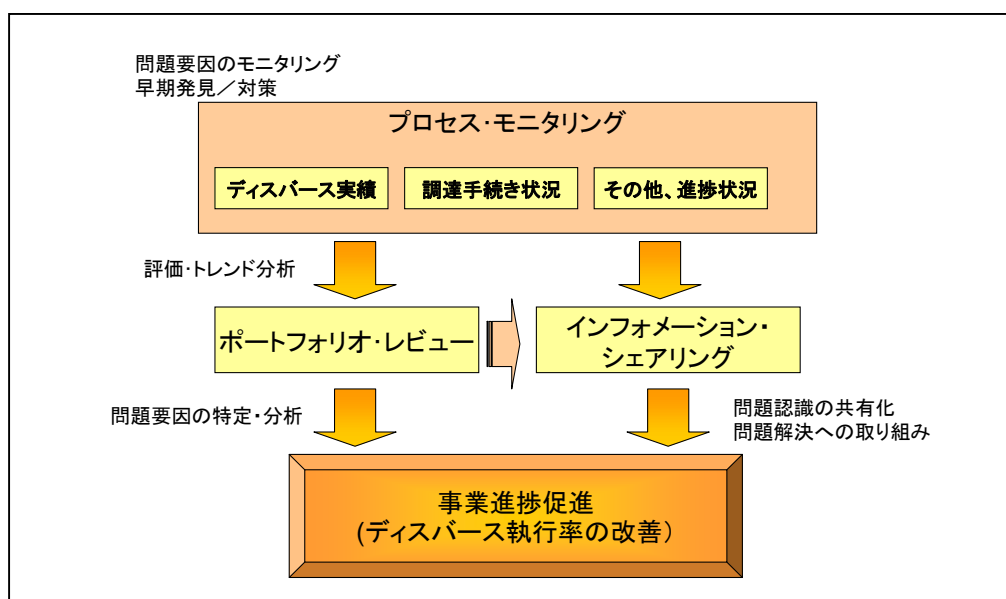 問題要因のモニタリング
早期発見／対策
プロセス･モニタリング
ディスバース実績
調達手続き状況
その他、進捗状況
評価･トレンド分析
ポートフォリオ･レビュー
インフォメーション・
シェアリング
問題要因の特定・分析
問題認識の共有化
問題解決への取り組み
事業進捗促進
(ディスバース執行率の改善）